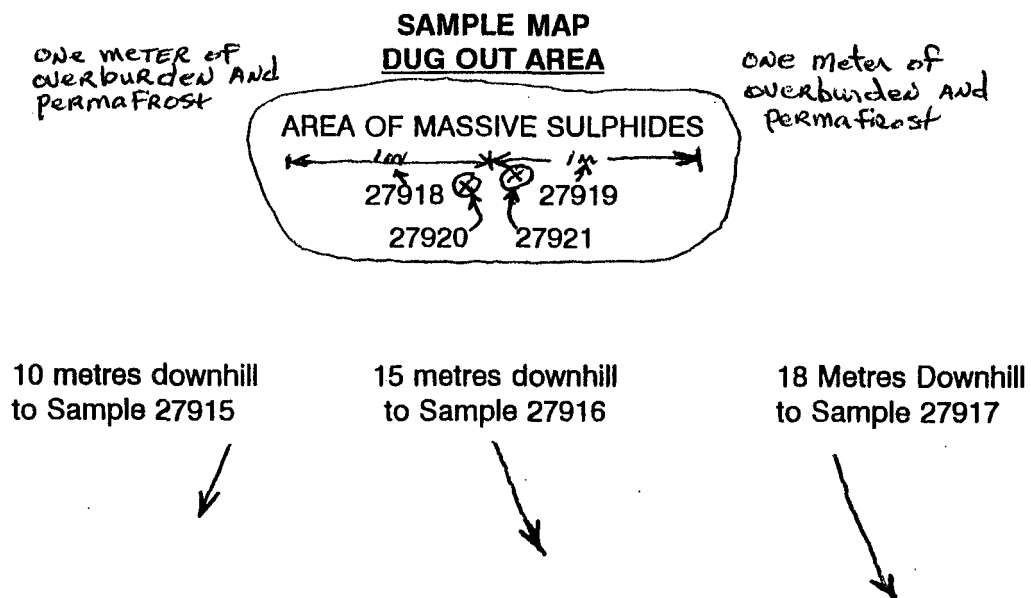 SAMPLE MAP
DUG OUT AREA
ONE METER OF
OVERBURDEN AND
PERMAFROST
ONE METER OF
OVERBURDEN AND
PERMAFROST
AREA OF MASSIVE SULPHIDES
1m 1m
27918 27919
27920 27921
10 metres downhill
to Sample 27915
15 metres downhill
to Sample 27916
18 Metres Downhill
to Sample 27917